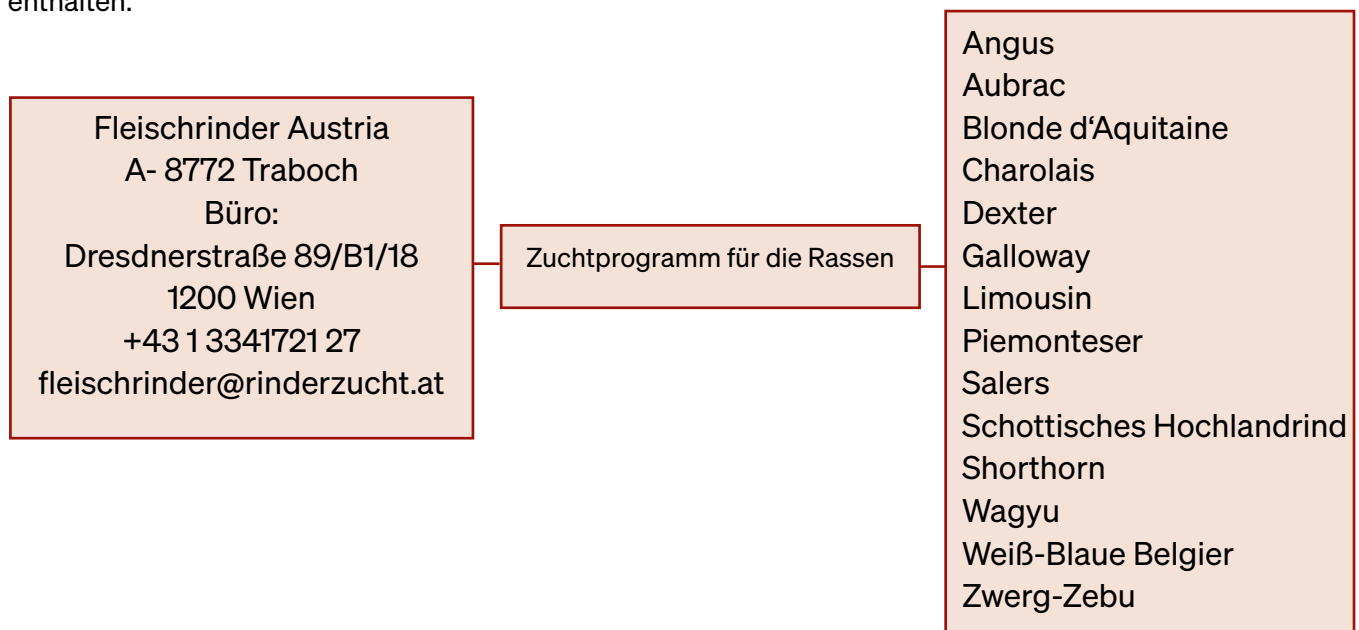 enthalten.
Fleischrinder Austria
A- 8772 Traboch
Büro:
Dresdnerstraße 89/B1/18
1200 Wien
+43 1 3341721 27
fleischrinder@rinderzucht.at
Zuchtprogramm für die Rassen
Angus
Aubrac
Blonde d‘Aquitaine
Charolais
Dexter
Galloway
Limousin
Piemonteser
Salers
Schottisches Hochlandrind
Shorthorn
Wagyu
Weiß-Blaue Belgier
Zwerg-Zebu